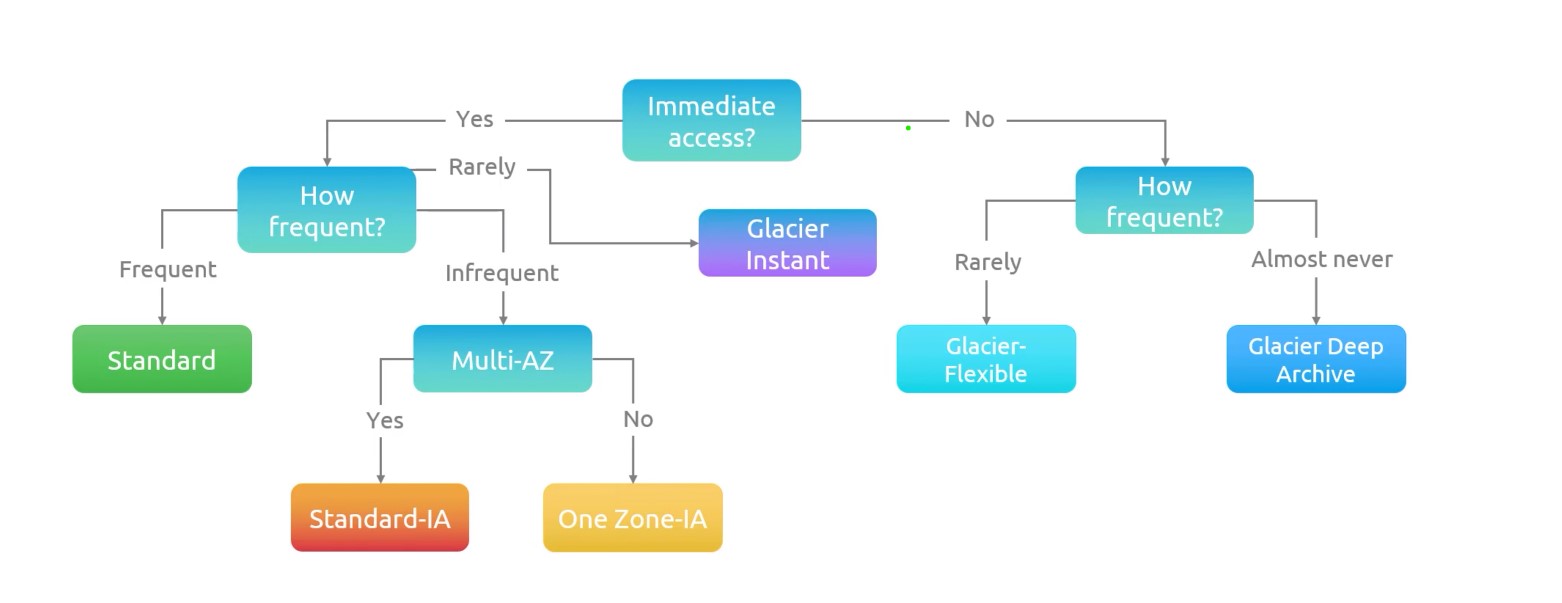 Immediate
access?
Yes
No
Rarely
How
frequent?
How
frequent?
Glacier
Instant
Frequent
Infrequent
Rarely
Almost never
Standard
Multi-AZ
Glacier-
Flexible
Glacier Deep
Archive
Yes
No
Standard-IA
One Zone-IA